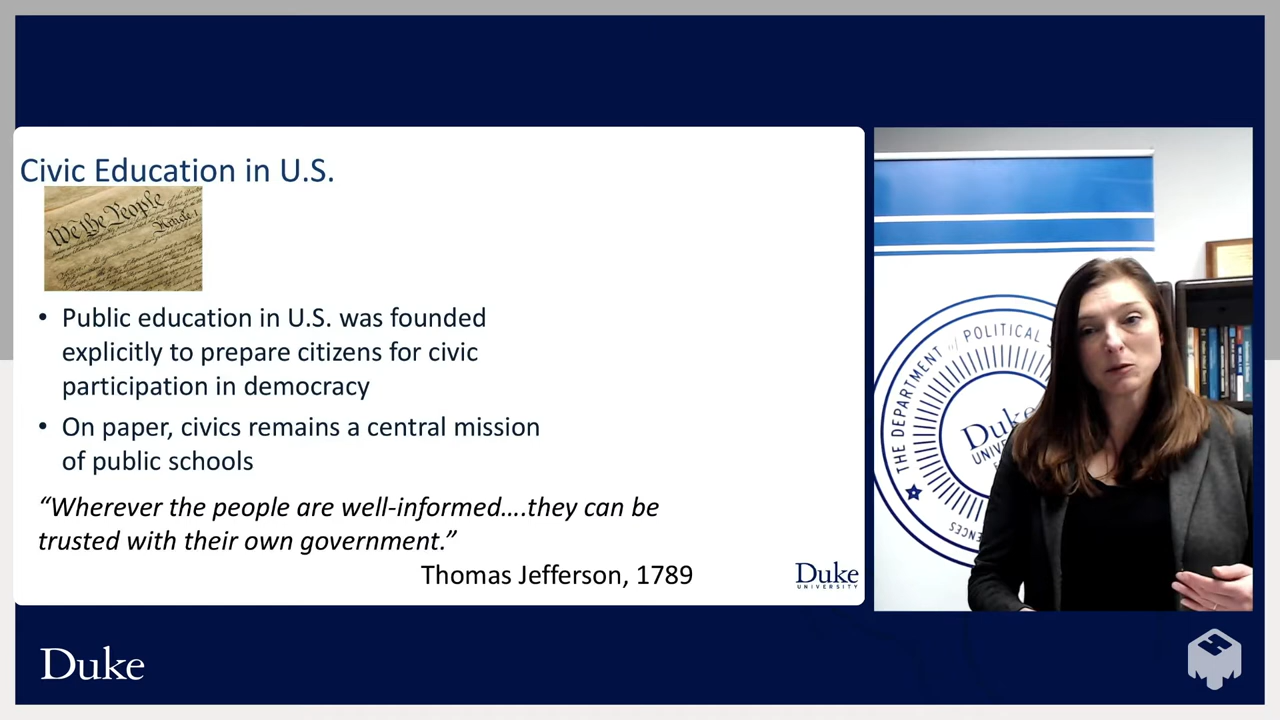 Civic Education in U.S.
We the People
Article 1
• Public education in U.S. was founded
explicitly to prepare citizens for civic
participation in democracy
• On paper, civics remains a central mission
of public schools
“Wherever the people are well-informed….they can be
trusted with their own government.”
Thomas Jefferson, 1789
Duke
UNIVERSITY
THE DEPARTMENT of POLITICAL
Duke
Duke